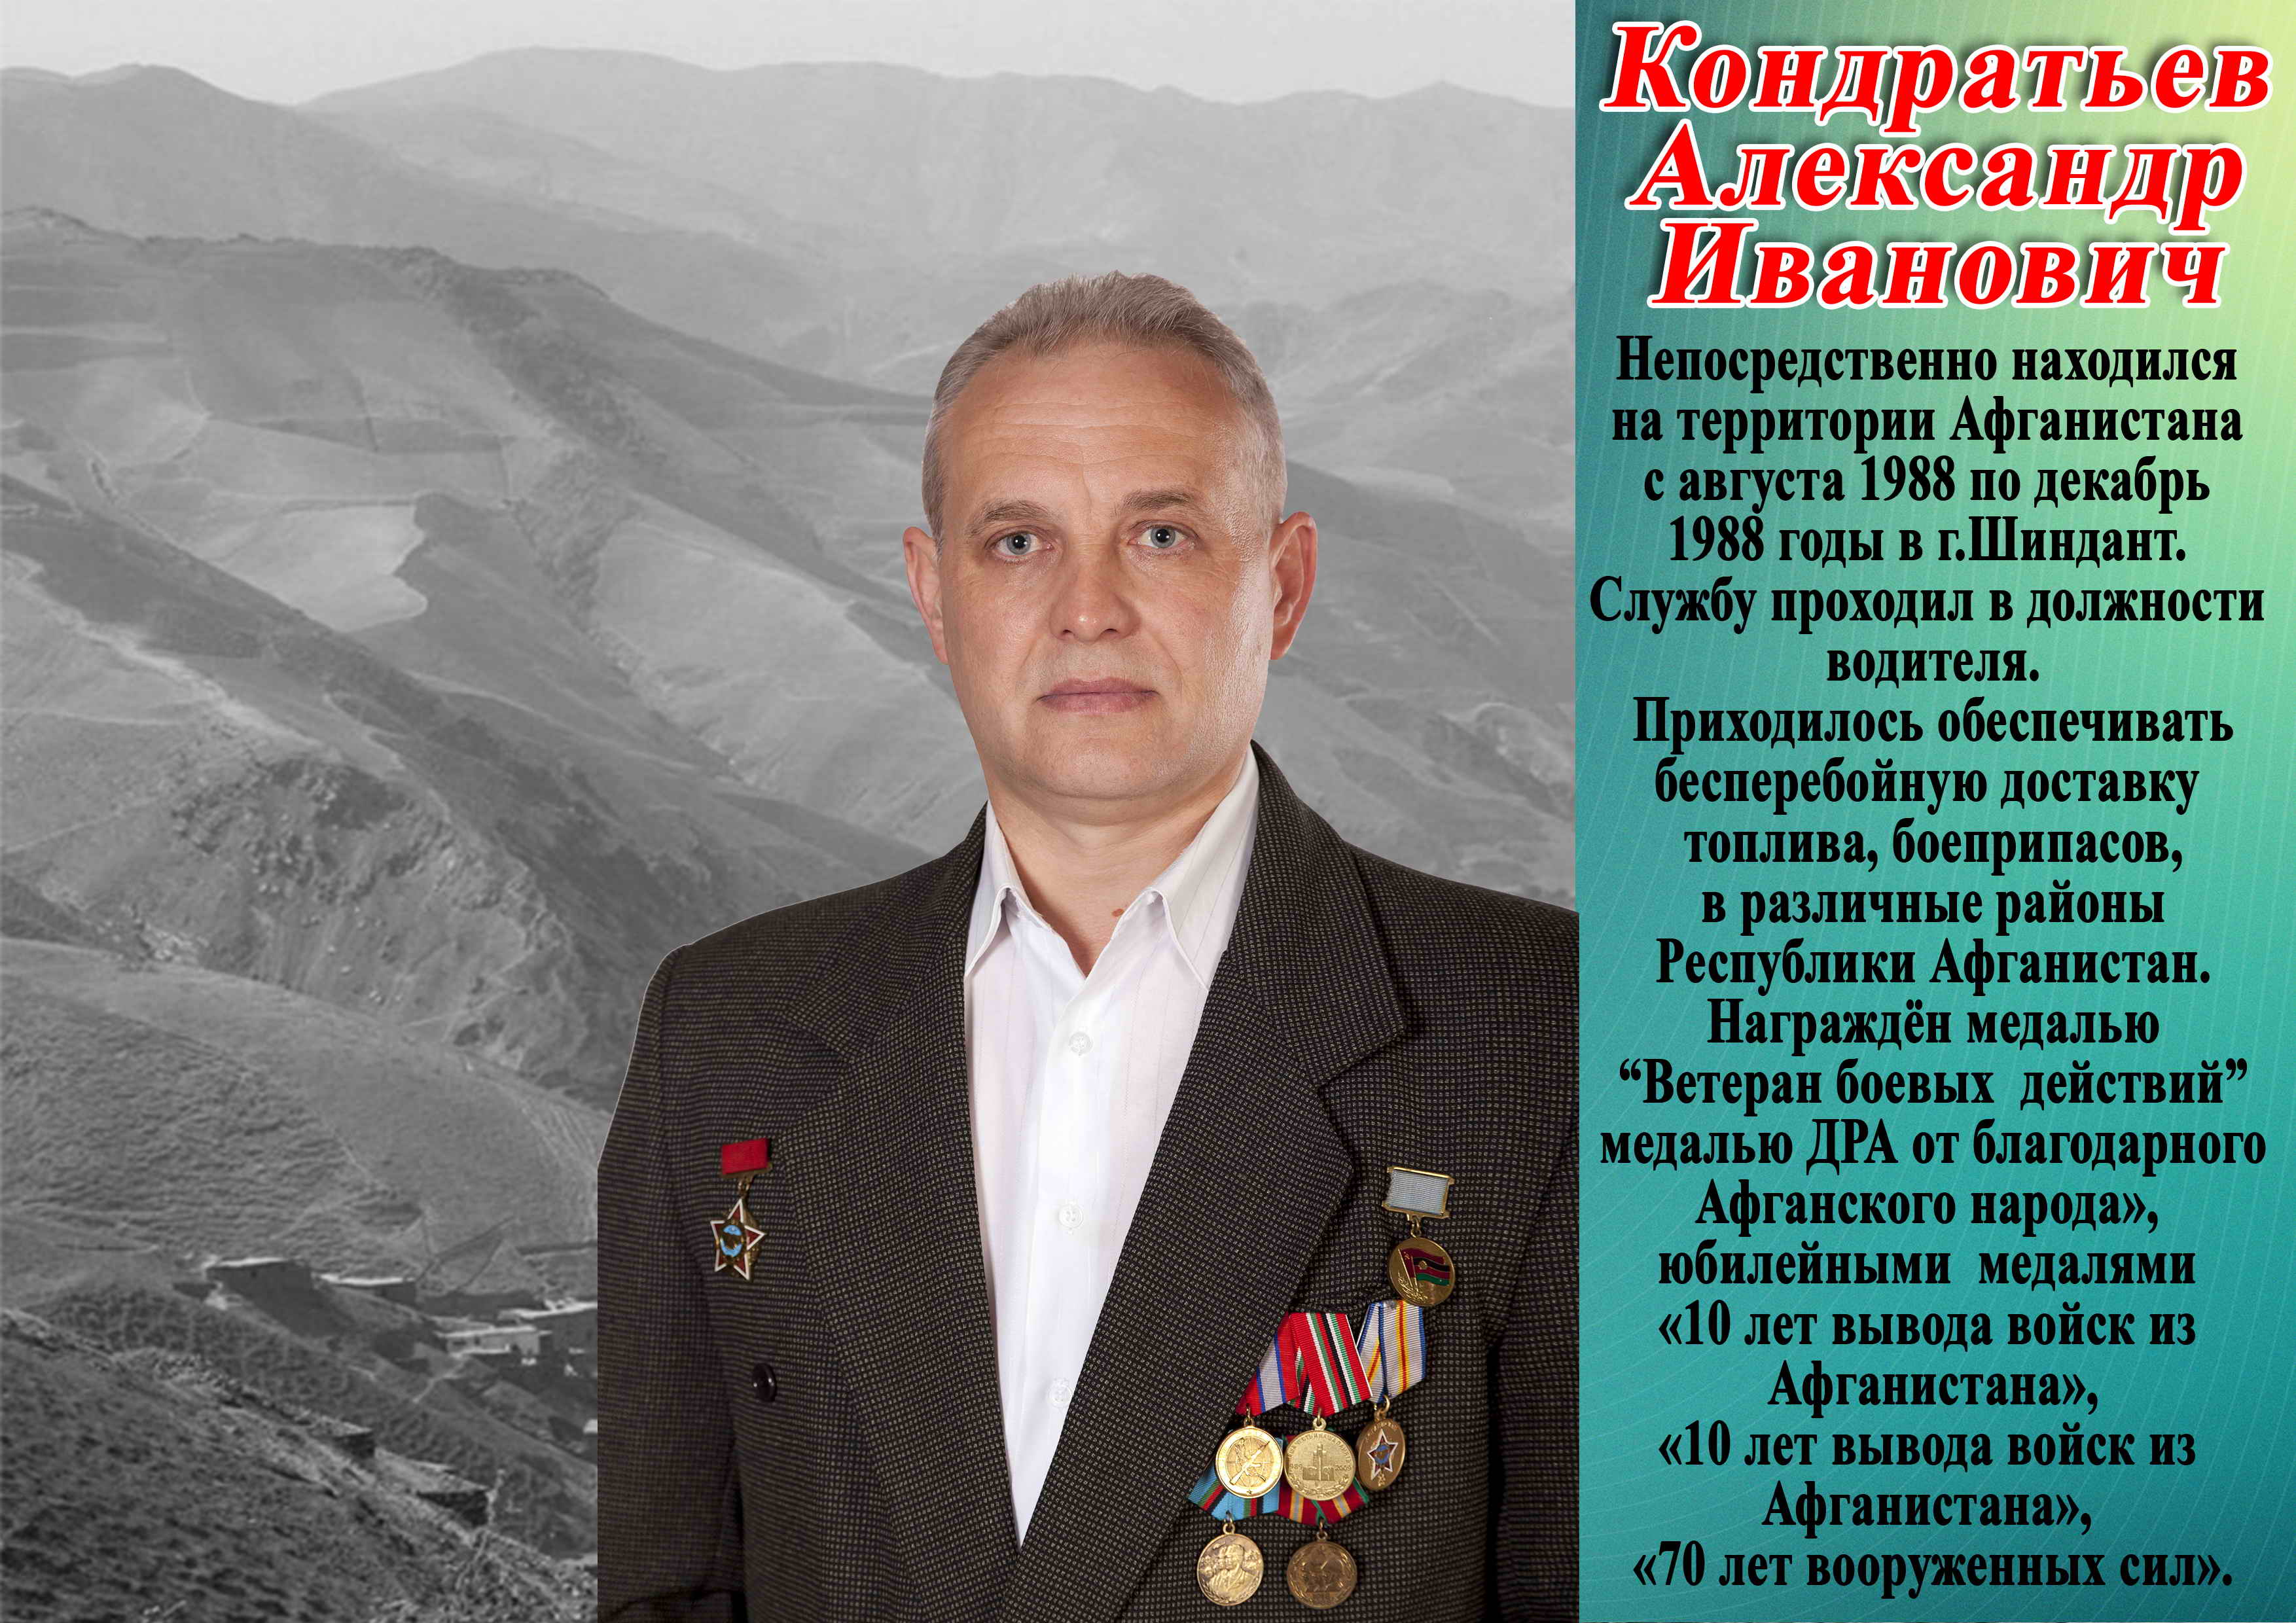 Кондратьев
Александр
Иванович
Непосредственно находился
на территории Афганистана
с августа 1988 по декабрь
1988 годы в г.Шиндант.
Службу проходил в должности
водителя.
Приходилось обеспечивать
бесперебойную доставку
топлива, боеприпасов,
в различные районы
Республики Афганистан.
Награждён медалью
“Ветеран боевых действий”
медалью ДРА от благодарного
Афганского народа»,
юбилейными медалями
«10 лет вывода войск из
Афганистана»,
«10 лет вывода войск из
Афганистана»,
«70 лет вооруженных сил».